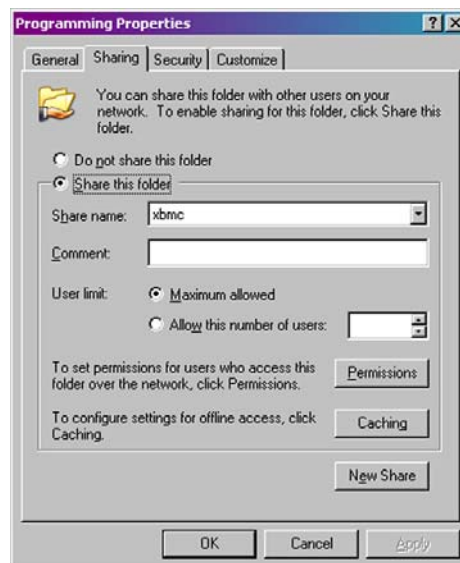 Programming Properties
General Sharing Security Customize
You can share this folder with other users on your
network. To enable sharing for this folder, click Share this
folder.
Do not share this folder
Share this folder
Share name: xbmc
Comment:
User limit: Maximum allowed
Allow this number of users:
To set permissions for users who access this
folder over the network, click Permissions.
Permissions
To configure settings for offline access, click
Caching.
Caching
New Share
OK Cancel Apply